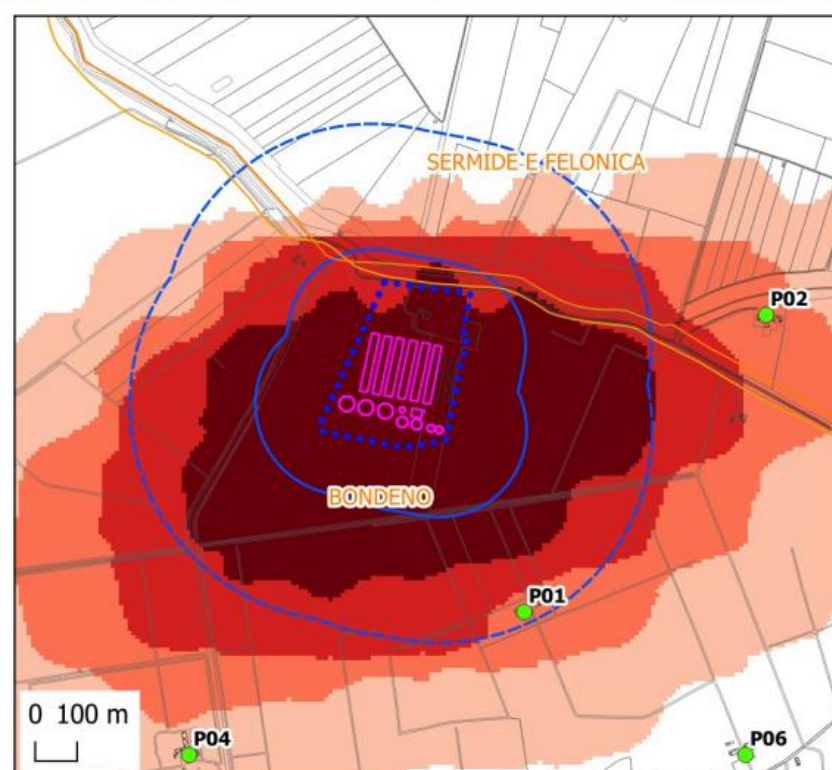 SERMIDE E FELONICA
P02
BONDENO
P01
0 100 m
P04
P06